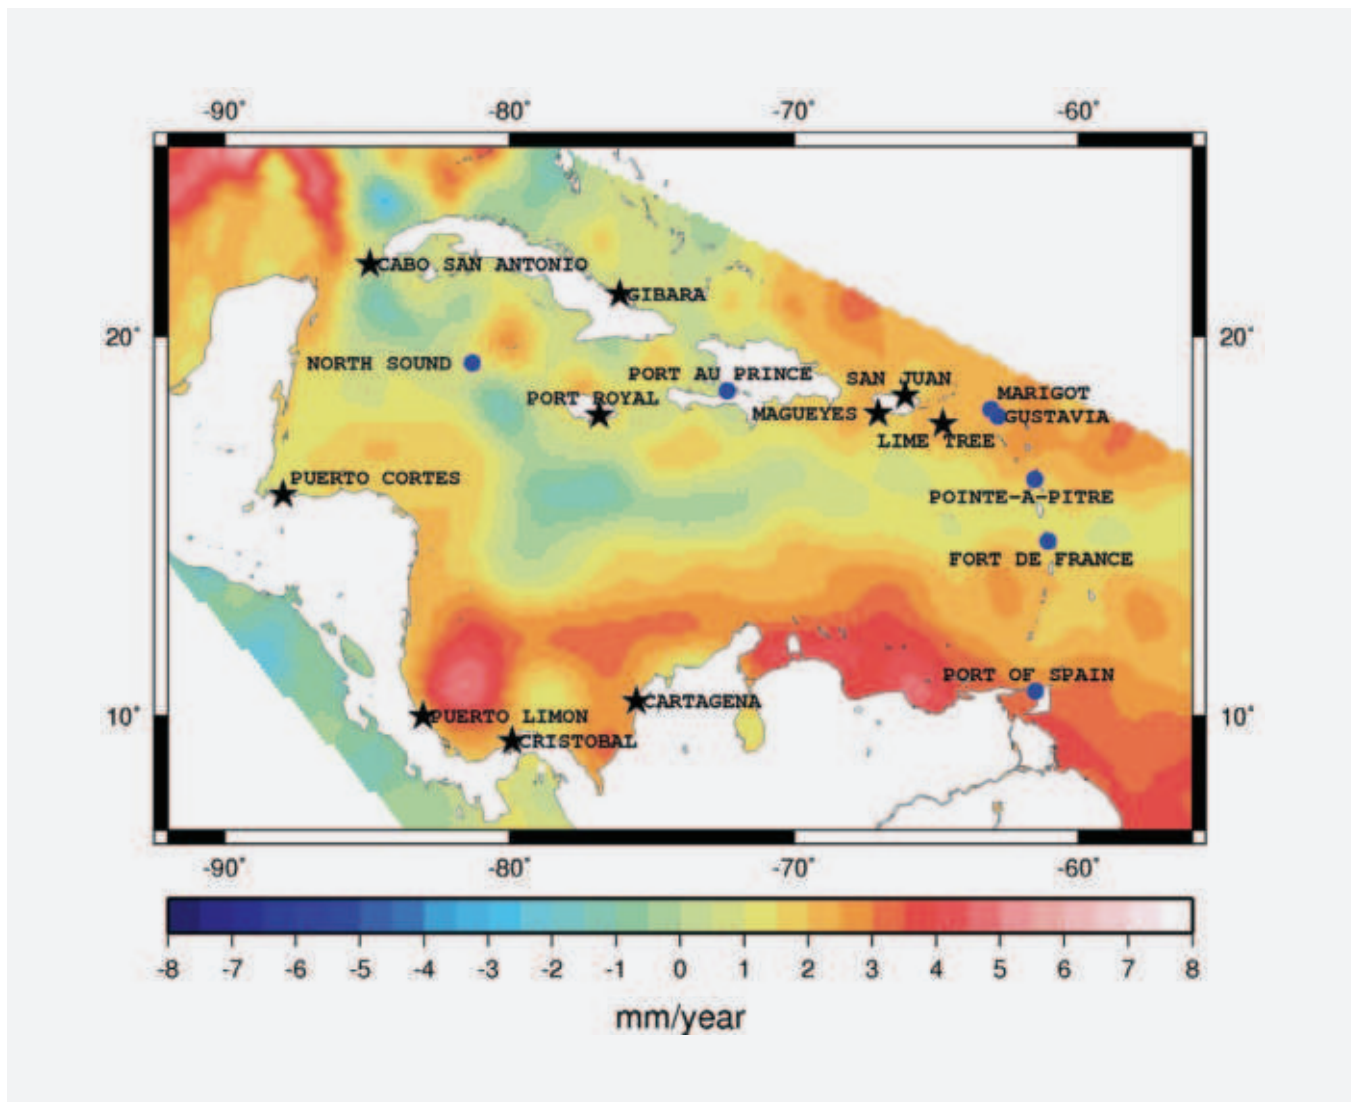 -90° -80° -70° -60°
CABO SAN ANTONIO
GIBARA
20° 20°
NORTH SOUND
PORT AU PRINCE
SAN JUAN
MARIGOT
PORT ROYAL
MAGUEYES
GUSTAVIA
LIME TREE
PUERTO CORTES
POINTE-A-PITRE
FORT DE FRANCE
PORT OF SPAIN
CARTAGENA
10° 10°
PUERTO LIMON
CRISTOBAL
-90° -80° -70° -60°
-8 -7 -6 -5 -4 -3 -2 -1 0 1 2 3 4 5 6 7 8
mm/year